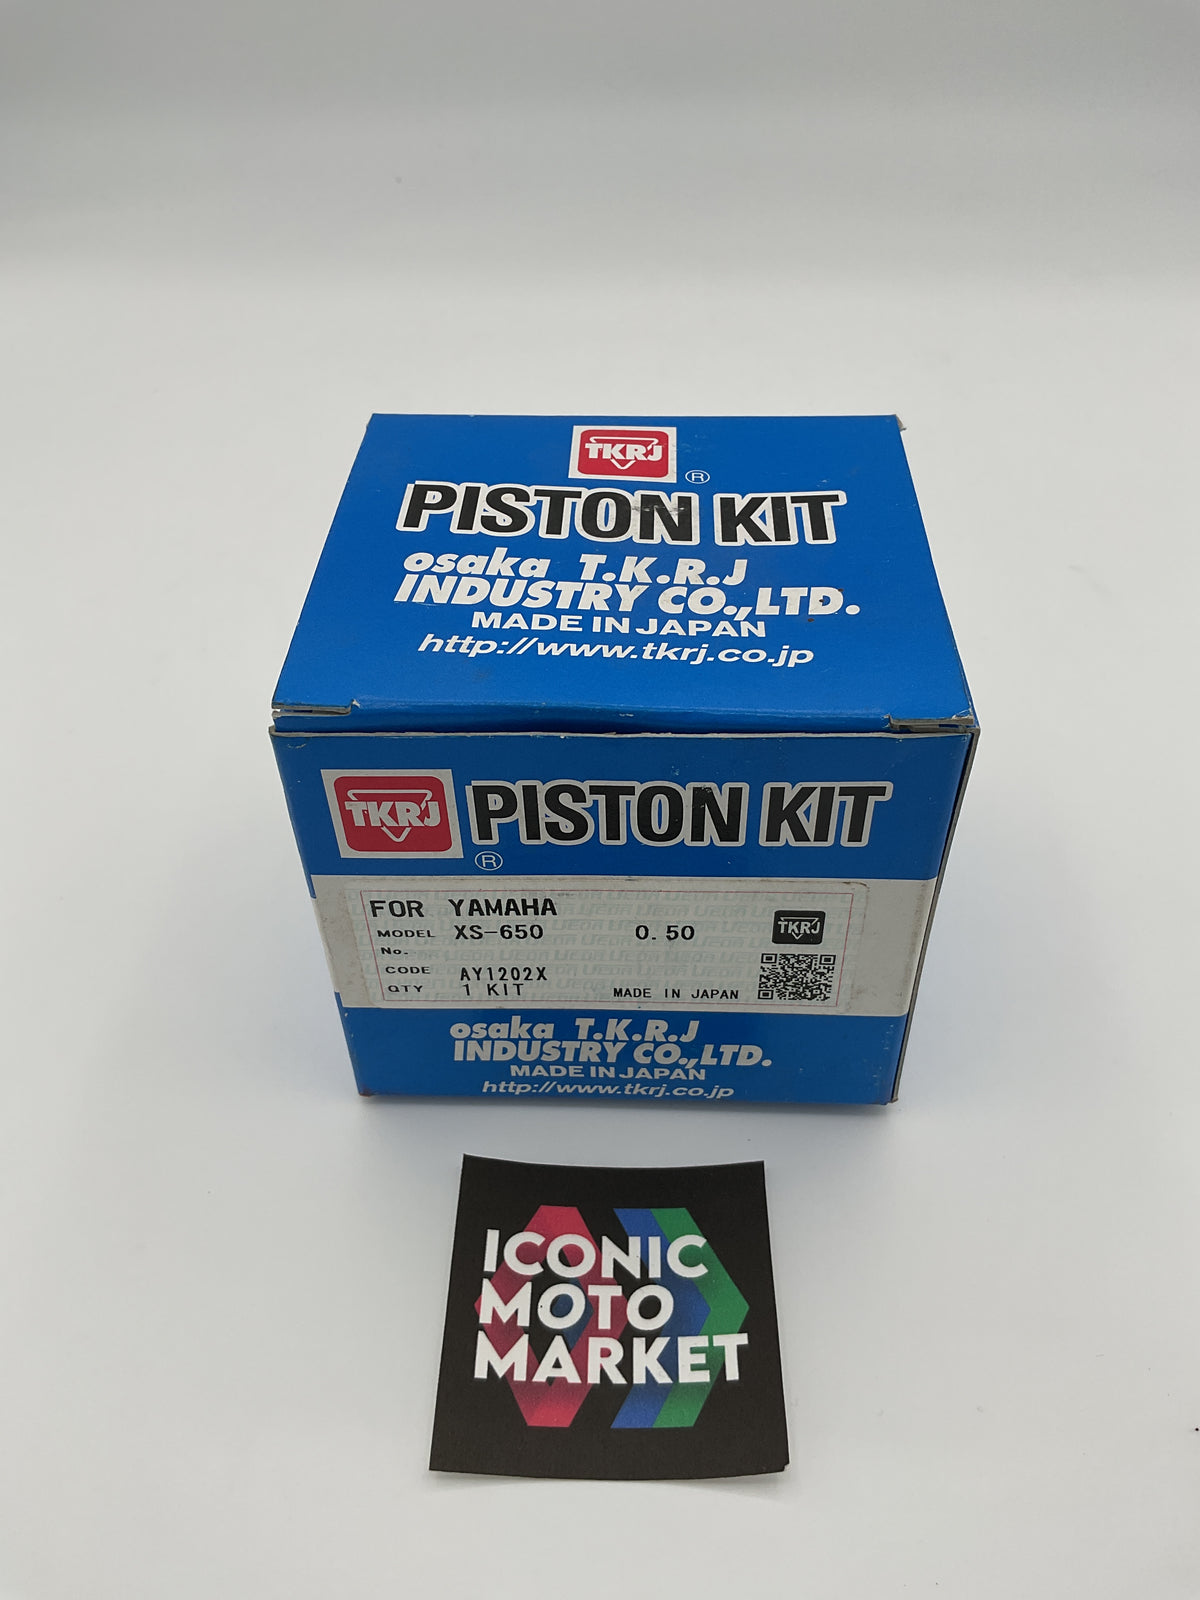 TKRJ
®
PISTON KIT
osaka T.K.R.J
INDUSTRY CO.,LTD.
MADE IN JAPAN
http://www.tkrj.co.jp
TKRJ
®
PISTON KIT
FOR YAMAHA
MODEL XS-650 0.50
TKRJ
No.
CODE AY1202X
QTY 1 KIT MADE IN JAPAN
osaka T.K.R.J
INDUSTRY CO.,LTD.
MADE IN JAPAN
http://www.tkrj.co.jp
ICONIC
MOTO
MARKET